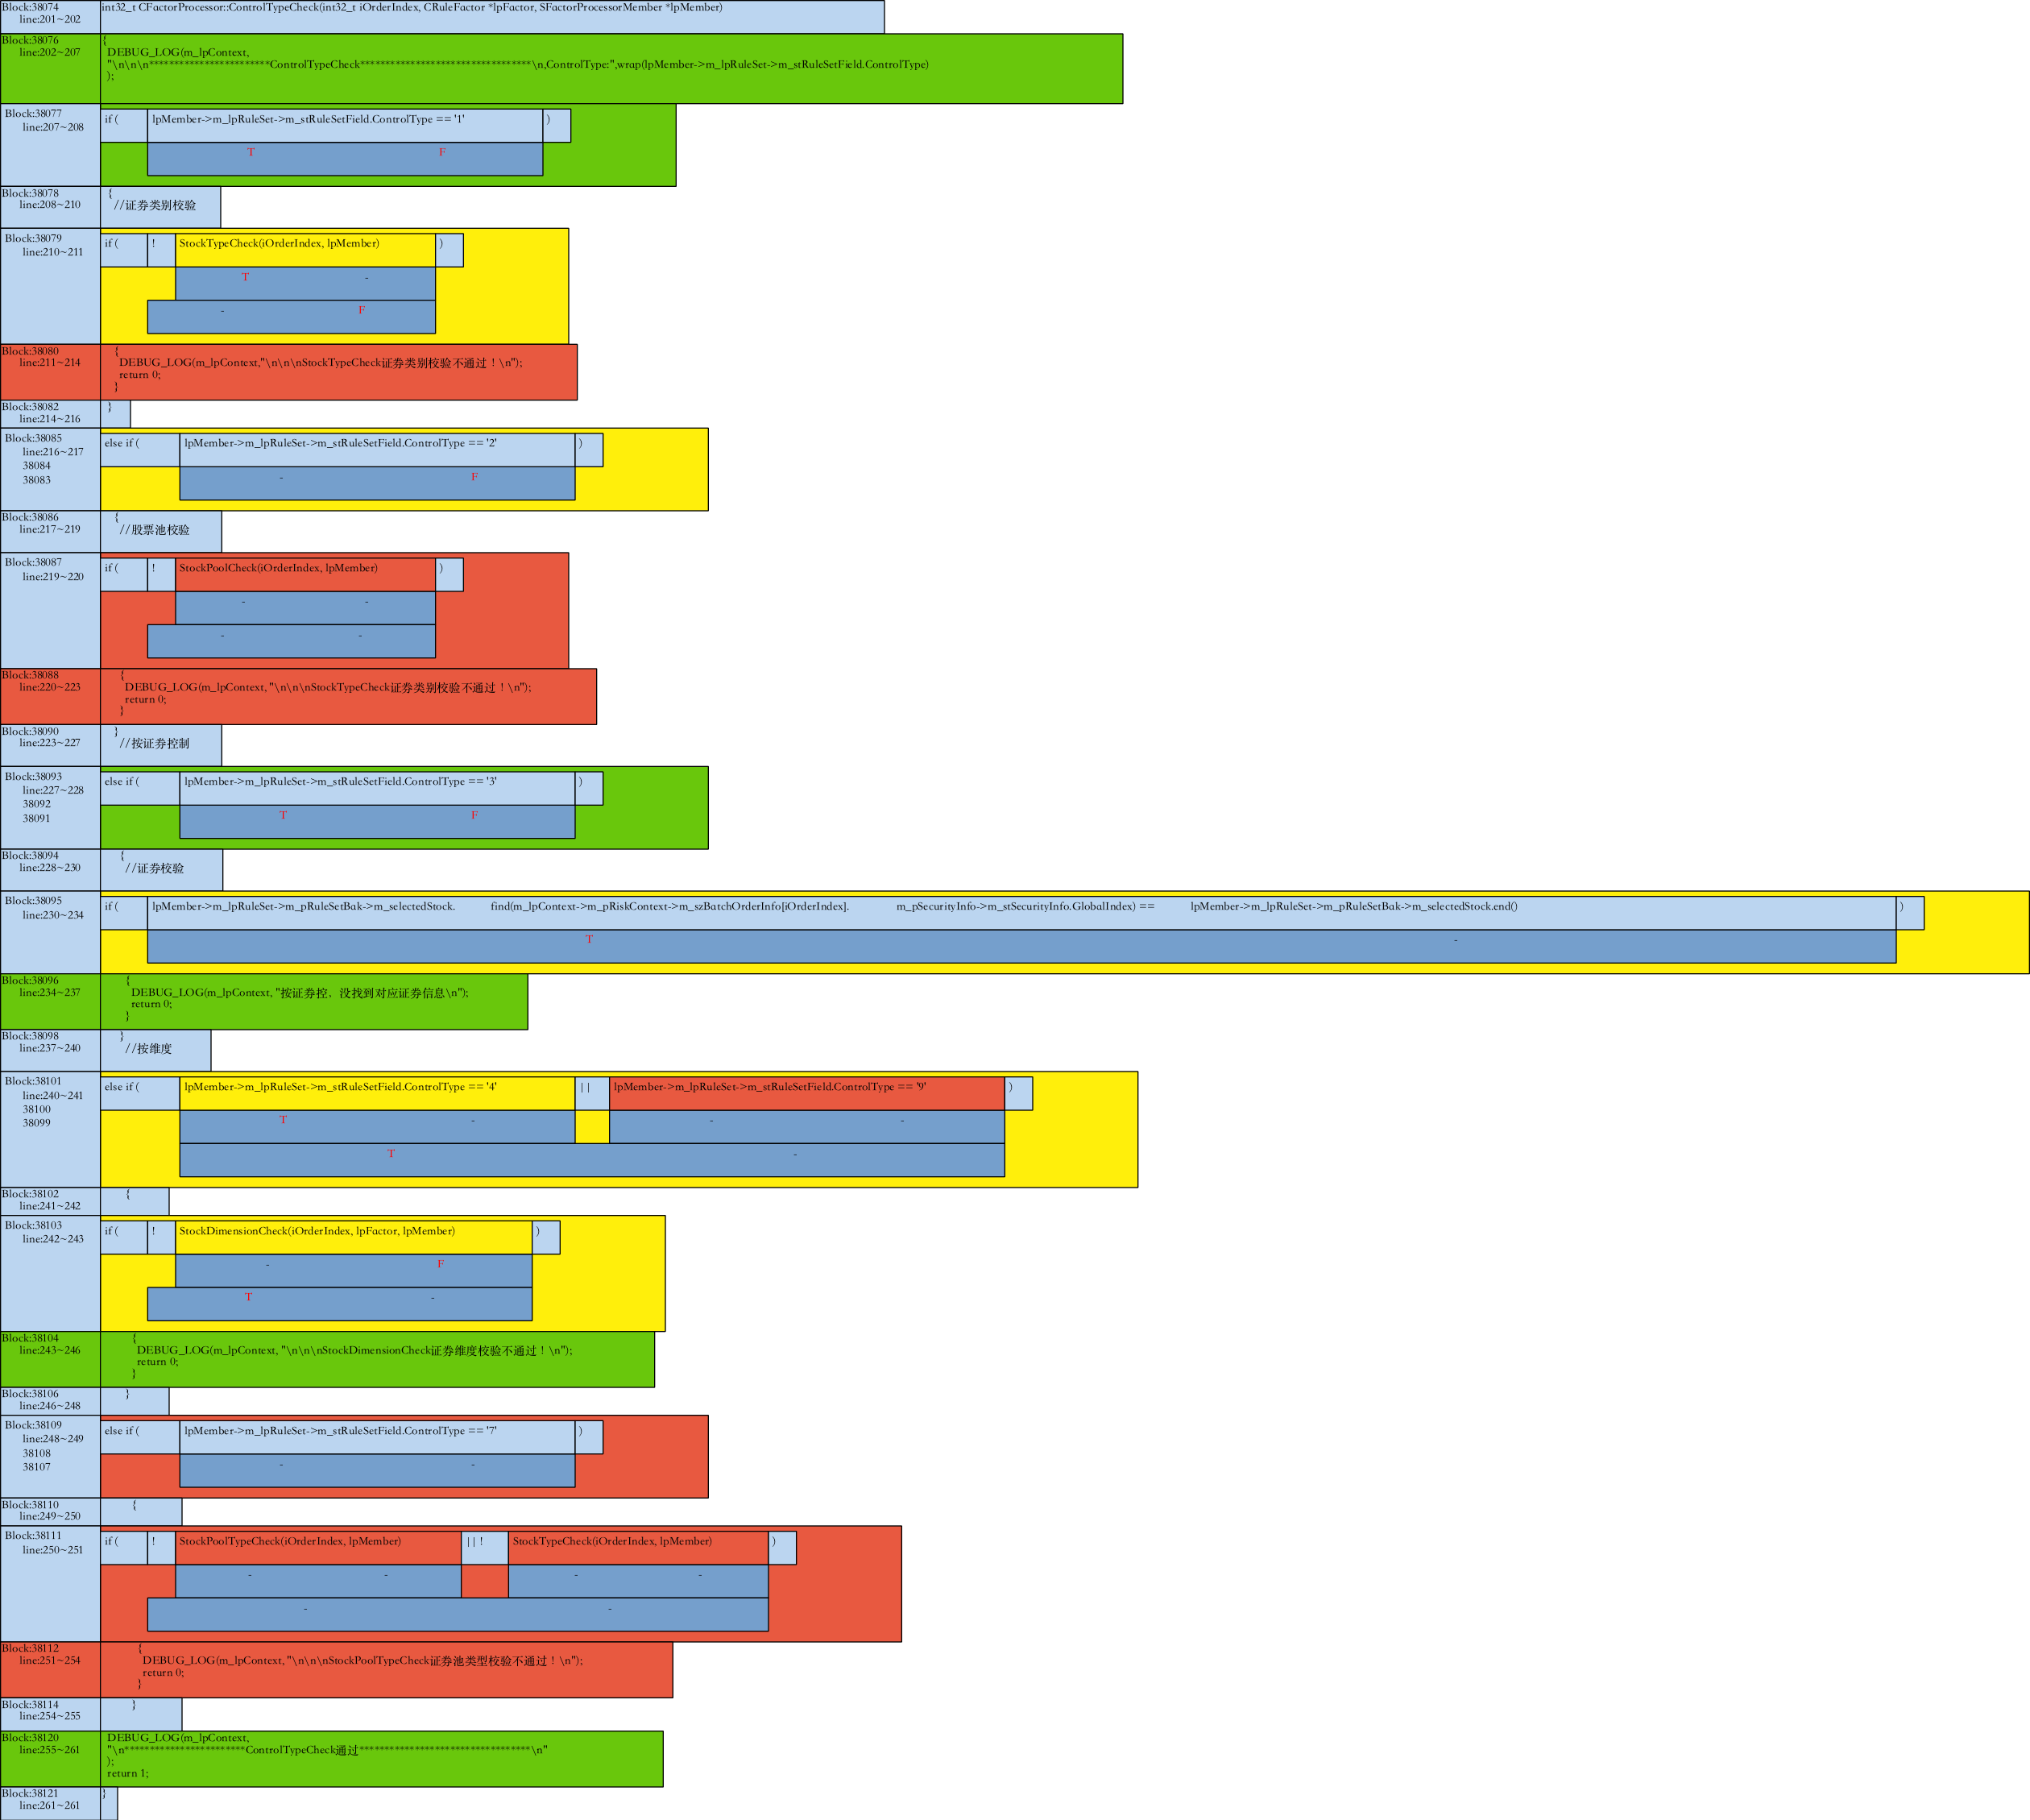 Block:38074
line:201~202
int32_t CFactorProcessor::ControlTypeCheck(int32_t iOrderIndex, CRuleFactor *lpFactor, SFactorProcessorMember *lpMember)
Block:38076
line:202~207
{
DEBUG_LOG(m_lpContext,
"\n\n\n************************ControlTypeCheck**********************************\n,ControlType:",wrap(lpMember->m_lpRuleSet->m_stRuleSetField.ControlType)
);
Block:38077
line:207~208
if ( lpMember->m_lpRuleSet->m_stRuleSetField.ControlType == '1' )
T F
Block:38078
line:208~210
{
//证券类别校验
Block:38079
line:210~211
if ( ! StockTypeCheck(iOrderIndex, lpMember) )
T -
- F
Block:38080
line:211~214
{
DEBUG_LOG(m_lpContext,"\n\n\nStockTypeCheck证券类别校验不通过！\n");
return 0;
}
Block:38082
line:214~216
}
Block:38085
line:216~217
38084
38083
else if ( lpMember->m_lpRuleSet->m_stRuleSetField.ControlType == '2' )
- F
Block:38086
line:217~219
{
//股票池校验
Block:38087
line:219~220
if ( ! StockPoolCheck(iOrderIndex, lpMember) )
- -
- -
Block:38088
line:220~223
{
DEBUG_LOG(m_lpContext, "\n\n\nStockTypeCheck证券类别校验不通过！\n");
return 0;
}
Block:38090
line:223~227
}
//按证券控制
Block:38093
line:227~228
38092
38091
else if ( lpMember->m_lpRuleSet->m_stRuleSetField.ControlType == '3' )
T F
Block:38094
line:228~230
{
//证券校验
Block:38095
line:230~234
if ( lpMember->m_lpRuleSet->m_pRuleSetBak->m_selectedStock. find(m_lpContext->m_pRiskContext->m_szBatchOrderInfo[iOrderIndex]. m_pSecurityInfo->m_stSecurityInfo.GlobalIndex) == lpMember->m_lpRuleSet->m_pRuleSetBak->m_selectedStock.end() )
T -
Block:38096
line:234~237
{
DEBUG_LOG(m_lpContext, "按证券控，没找到对应证券信息\n");
return 0;
}
Block:38098
line:237~240
}
//按维度
Block:38101
line:240~241
38100
38099
else if ( lpMember->m_lpRuleSet->m_stRuleSetField.ControlType == '4' || lpMember->m_lpRuleSet->m_stRuleSetField.ControlType == '9' )
T - - -
T -
Block:38102
line:241~242
{
Block:38103
line:242~243
if ( ! StockDimensionCheck(iOrderIndex, lpFactor, lpMember) )
- F
T -
Block:38104
line:243~246
{
DEBUG_LOG(m_lpContext, "\n\n\nStockDimensionCheck证券维度校验不通过！\n");
return 0;
}
Block:38106
line:246~248
}
Block:38109
line:248~249
38108
38107
else if ( lpMember->m_lpRuleSet->m_stRuleSetField.ControlType == '7' )
- -
Block:38110
line:249~250
{
Block:38111
line:250~251
if ( ! StockPoolTypeCheck(iOrderIndex, lpMember) || ! StockTypeCheck(iOrderIndex, lpMember) )
- - - -
- -
Block:38112
line:251~254
{
DEBUG_LOG(m_lpContext, "\n\n\nStockPoolTypeCheck证券池类型校验不通过！\n");
return 0;
}
Block:38114
line:254~255
}
Block:38120
line:255~261
DEBUG_LOG(m_lpContext,
"\n************************ControlTypeCheck通过**********************************\n"
);
return 1;
Block:38121
line:261~261
}